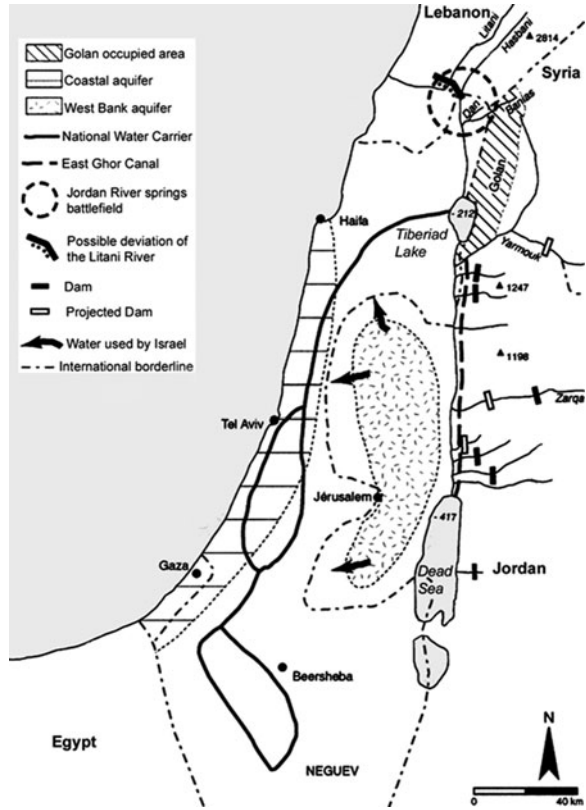 Golan occupied area
Coastal aquifer
West Bank aquifer
National Water Carrier
East Ghor Canal
Jordan River springs
battlefield
Possible deviation of
the Litani River
Dam
Projected Dam
Water used by Israel
International borderline
Lebanon
Litani
Hasbani
2814
Syria
Dan
Banias
Golan
Haifa
- 212
Tiberiad
Lake
Yarmouk
1247
1198
Zarqa
Tel Aviv
Jérusalem
- 417
Gaza
Dead
Sea
Jordan
Beersheba
Egypt
NEGUEV
N
0
40 km